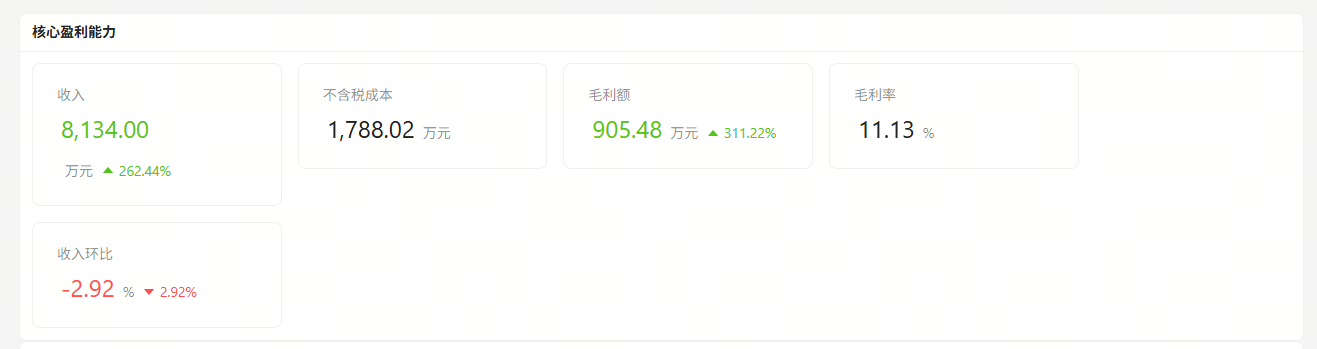 核心盈利能力
收入
8,134.00
万元 262.44%
不含税成本
1,788.02 万元
毛利额
905.48 万元 311.22%
毛利率
11.13 %
收入环比
-2.92 % 2.92%